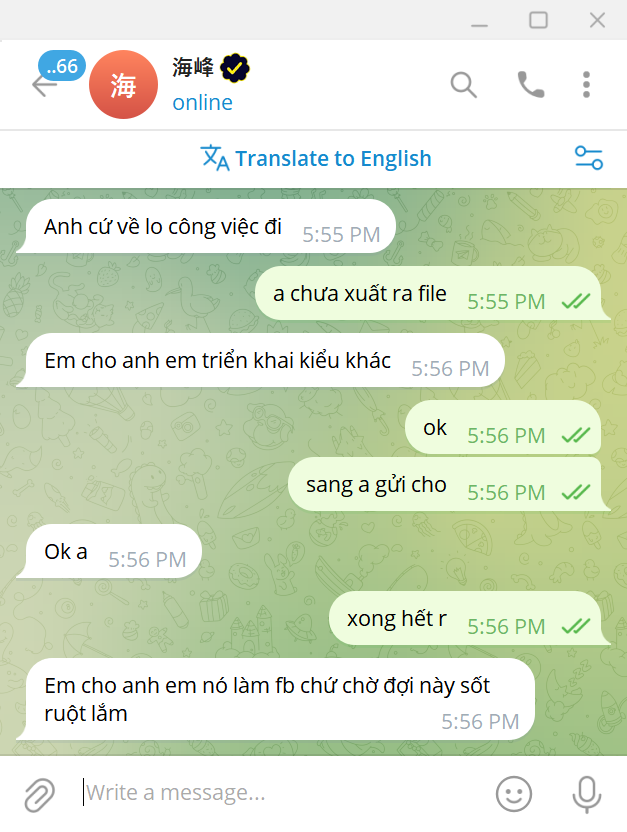 ..66
海
海峰
online
Translate to English
Anh cứ về lo công việc đi 5:55 PM
a chưa xuất ra file 5:55 PM
Em cho anh em triển khai kiểu khác 5:56 PM
ok 5:56 PM
sang a gửi cho 5:56 PM
Ok a 5:56 PM
xong hết r 5:56 PM
Em cho anh em nó làm fb chứ chờ đợi này sốt
ruột lắm 5:56 PM
Write a message...